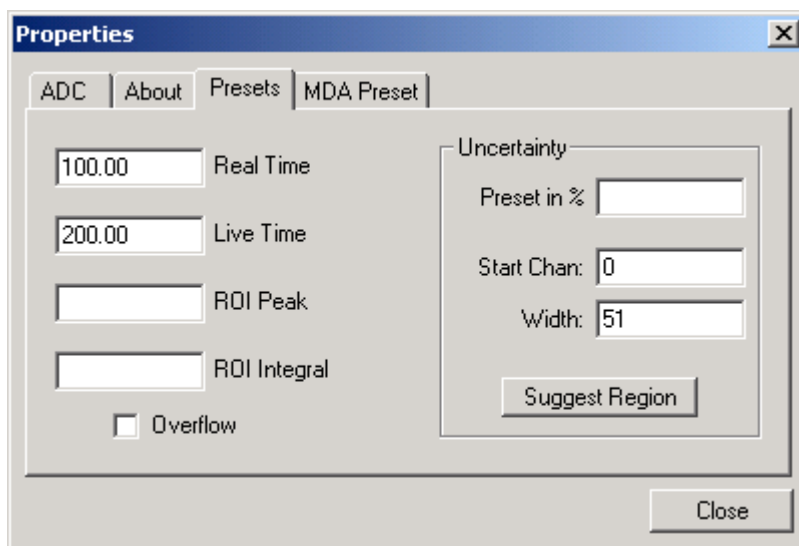 Properties
ADC About Presets MDA Preset
100.00 Real Time
200.00 Live Time
ROI Peak
ROI Integral
Overflow
Uncertainty
Preset in %
Start Chan: 0
Width: 51
Suggest Region
Close